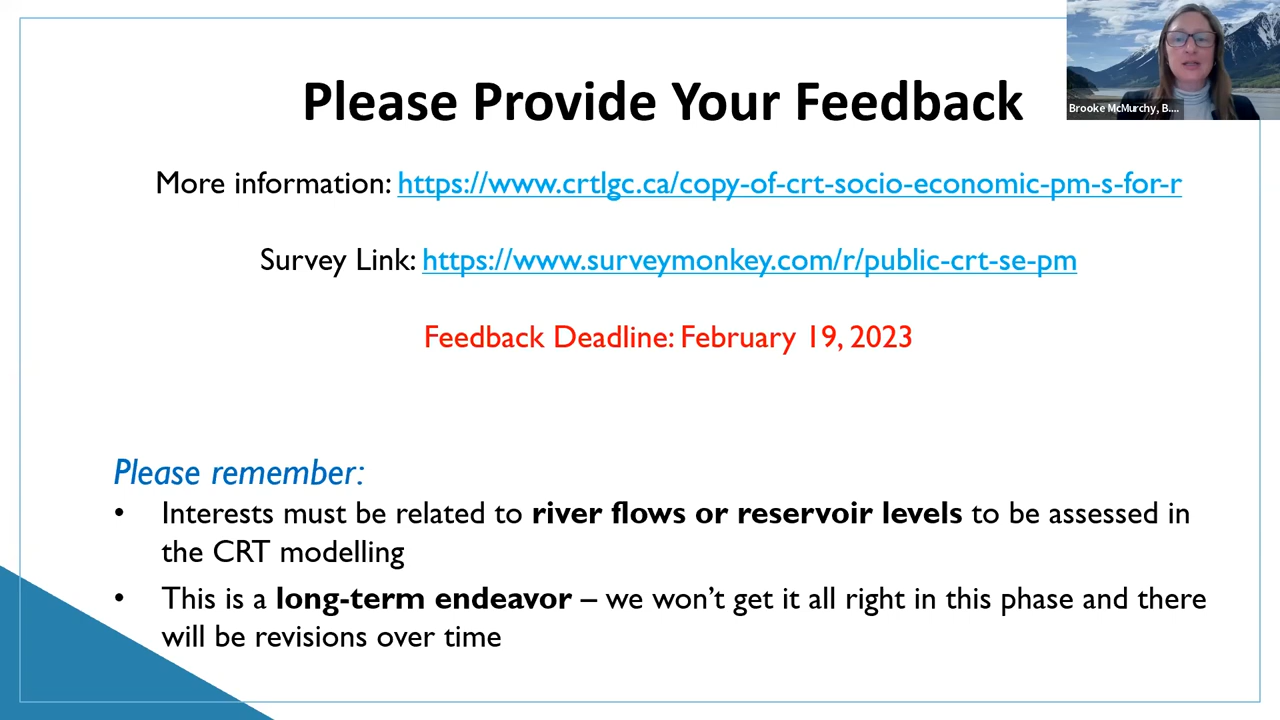 Please Provide Your Feedback
Brooke McMurchy, B....
More information: https://www.crtlgc.ca/copy-of-crt-socio-economic-pm-s-for-r
Survey Link: https://www.surveymonkey.com/r/public-crt-se-pm
Feedback Deadline: February 19, 2023
Please remember:
• Interests must be related to river flows or reservoir levels to be assessed in
the CRT modelling
• This is a long-term endeavor – we won't get it all right in this phase and there
will be revisions over time